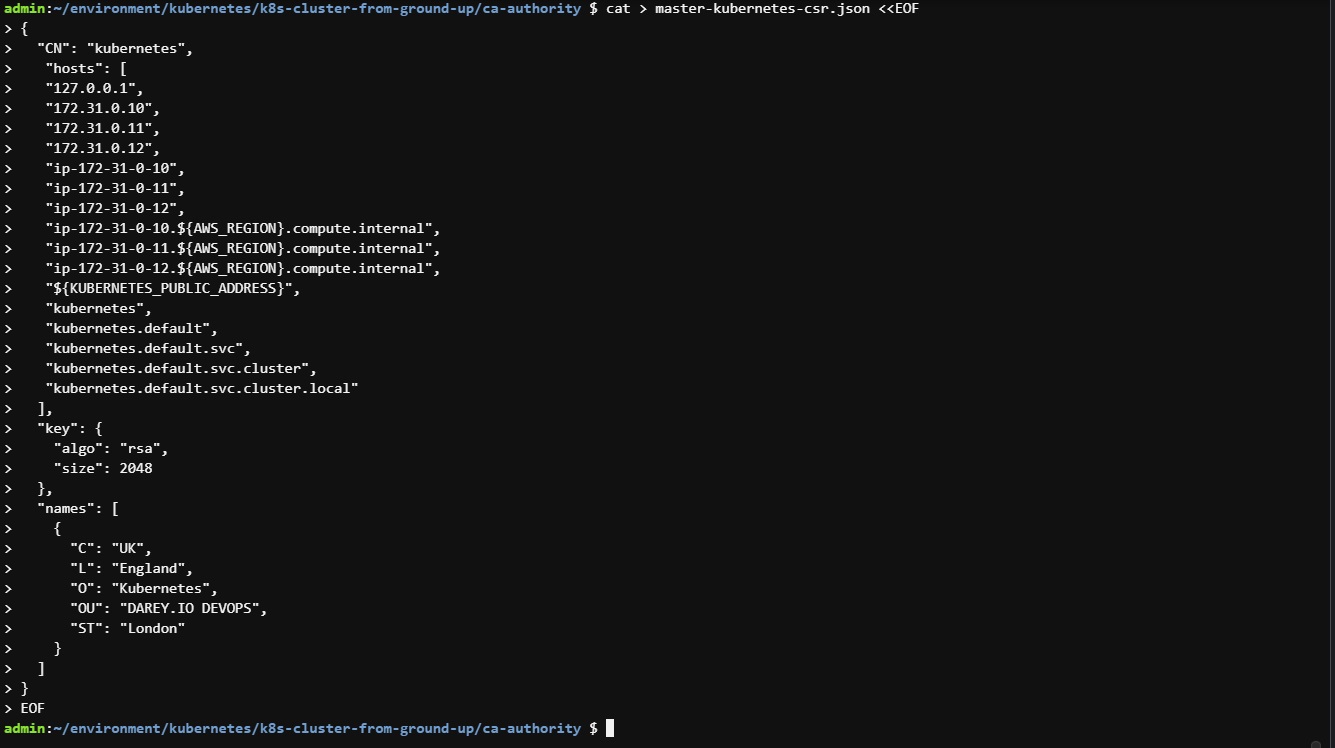 admin:~/environment/kubernetes/k8s-cluster-from-ground-up/ca-authority $ cat > master-kubernetes-csr.json <<EOF
> {
>   "CN": "kubernetes",
>    "hosts": [
>    "127.0.0.1",
>    "172.31.0.10",
>    "172.31.0.11",
>    "172.31.0.12",
>    "ip-172-31-0-10",
>    "ip-172-31-0-11",
>    "ip-172-31-0-12",
>    "ip-172-31-0-10.${AWS_REGION}.compute.internal",
>    "ip-172-31-0-11.${AWS_REGION}.compute.internal",
>    "ip-172-31-0-12.${AWS_REGION}.compute.internal",
>    "${KUBERNETES_PUBLIC_ADDRESS}",
>    "kubernetes",
>    "kubernetes.default",
>    "kubernetes.default.svc",
>    "kubernetes.default.svc.cluster",
>    "kubernetes.default.svc.cluster.local"
>   ],
>   "key": {
>     "algo": "rsa",
>     "size": 2048
>   },
>   "names": [
>     {
>       "C": "UK",
>       "L": "England",
>       "O": "Kubernetes",
>       "OU": "DAREY.IO DEVOPS",
>       "ST": "London"
>     }
>   ]
> }
> EOF
admin:~/environment/kubernetes/k8s-cluster-from-ground-up/ca-authority $